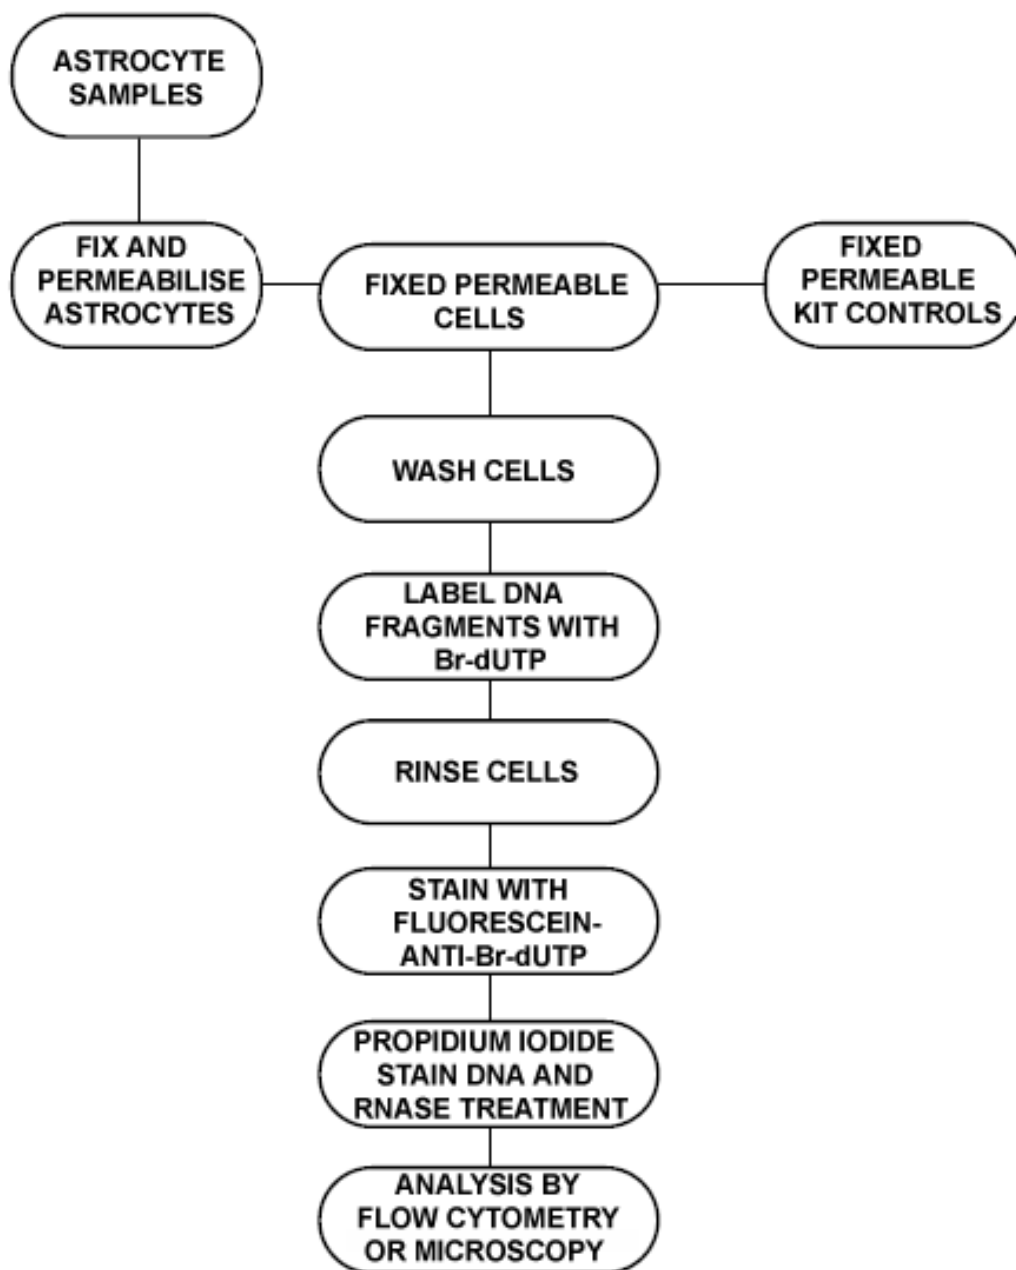 ASTROCYTE
SAMPLES
FIX AND
PERMEABILISE
ASTROCYTES
FIXED PERMEABLE
CELLS
FIXED
PERMEABLE
KIT CONTROLS
WASH CELLS
LABEL DNA
FRAGMENTS WITH
Br-dUTP
RINSE CELLS
STAIN WITH
FLUORESCEIN-
ANTI-Br-dUTP
PROPIDIUM IODIDE
STAIN DNA AND
RNASE TREATMENT
ANALYSIS BY
FLOW CYTOMETRY
OR MICROSCOPY